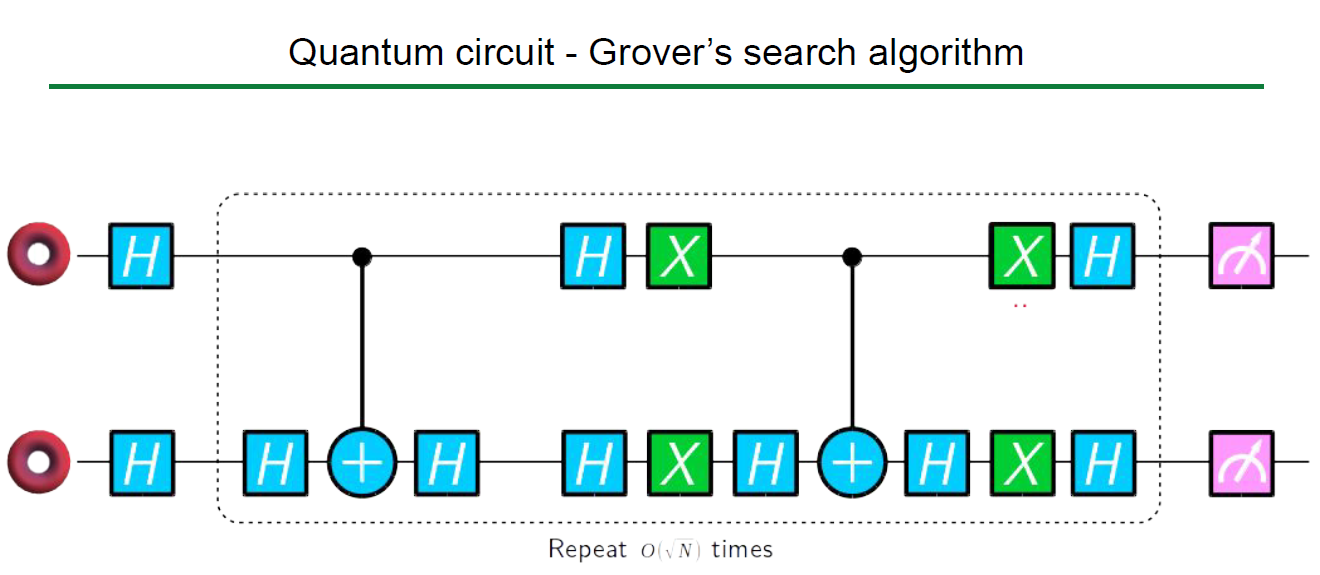 Quantum circuit - Grover’s search algorithm
H H X X H
H H H H X H H X H
Repeat O(√N) times